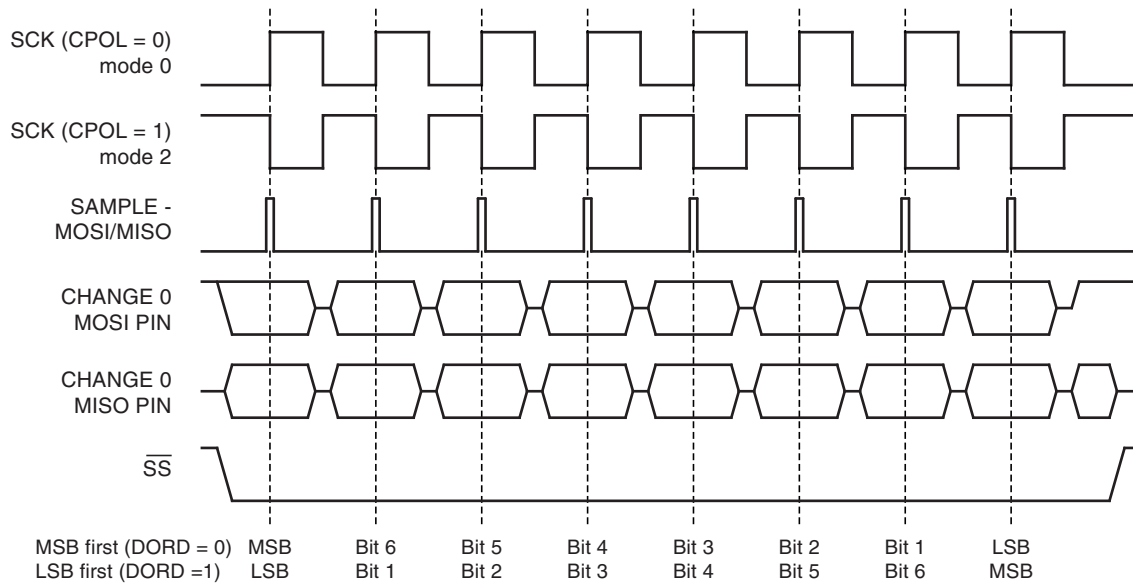 SCK (CPOL = 0)
mode 0
SCK (CPOL = 1)
mode 2
SAMPLE -
MOSI/MISO
CHANGE 0
MOSI PIN
CHANGE 0
MISO PIN
SS
MSB first (DORD = 0) MSB Bit 6 Bit 5 Bit 4 Bit 3 Bit 2 Bit 1 LSB
LSB first (DORD =1) LSB Bit 1 Bit 2 Bit 3 Bit 4 Bit 5 Bit 6 MSB